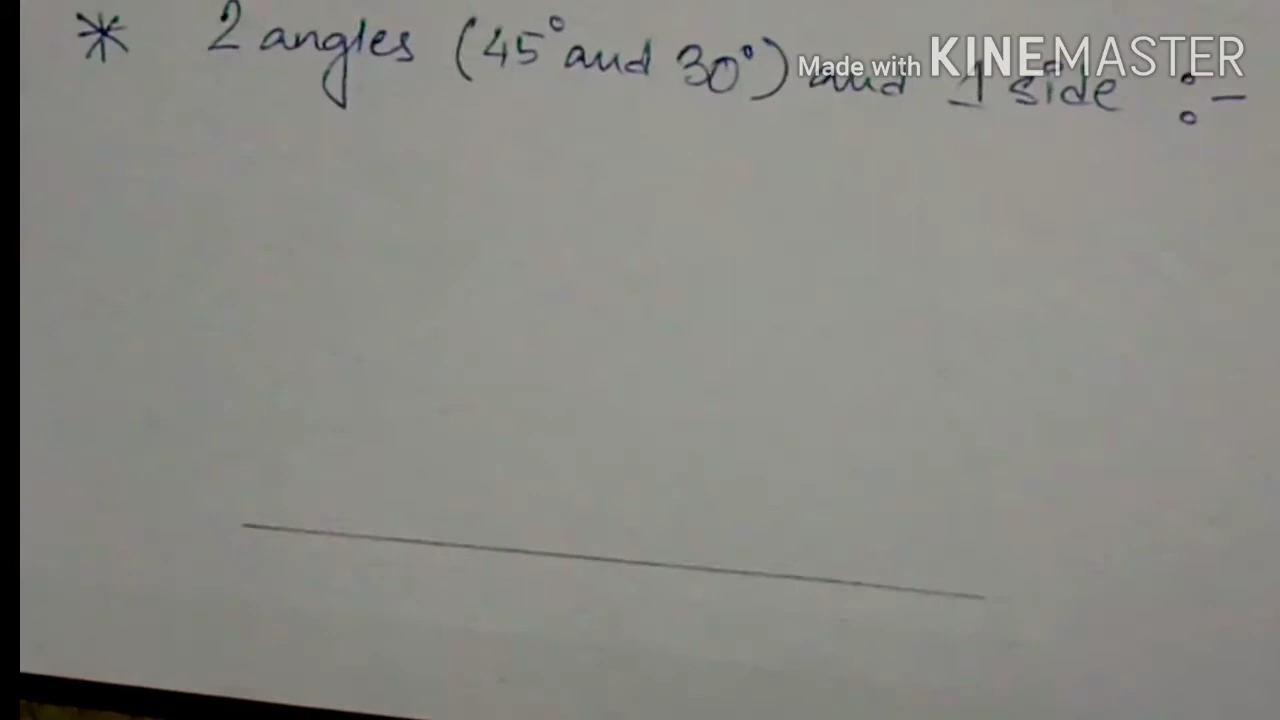 * 2 angles (45° and 30°) and 1 side :-
Made with KINEMASTER